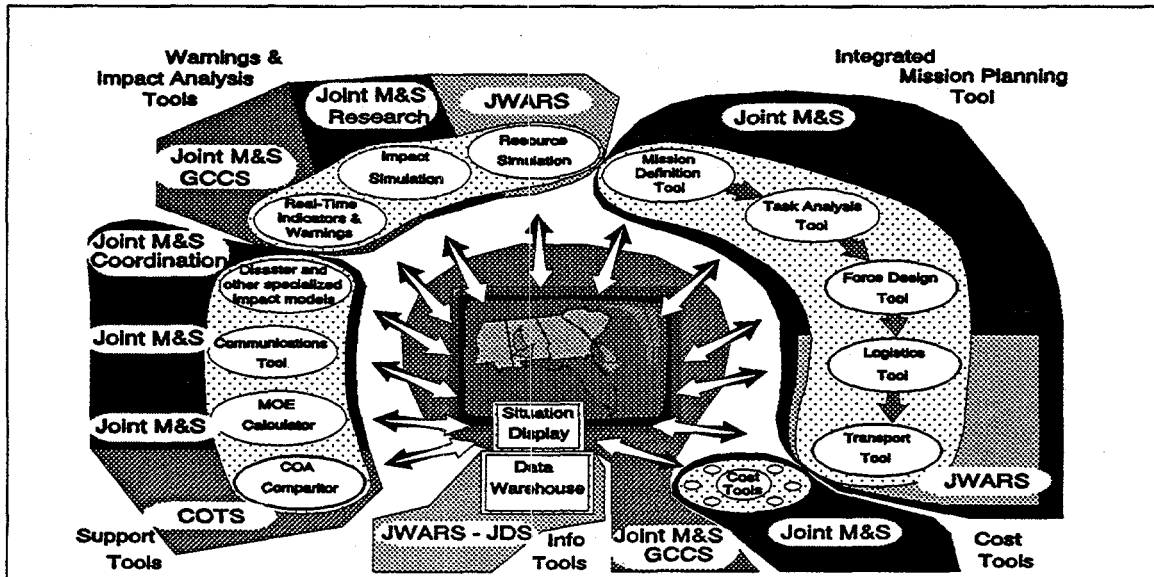 Warnings &
Impact Analysis
Tools
Joint M&S
Research
JWARS
Joint M&S
GCCS
Resource
Simulation
Impact
Simulation
Real-Time
Indicators &
Warnings
Integrated
Mission Planning
Tool
Joint M&S
Mission
Definition
Tool
Task Analysis
Tool
Force Design
Tool
Logistics
Tool
Transport
Tool
JWARS
Joint M&S
Coordination
Disaster and
other specialized
impact models
Joint M&S
Communications
Tool
Joint M&S
MOE
Calculator
COA
Comparitor
COTS
Support
Tools
Situation
Display
Data
Warehouse
JWARS - JDS
Info
Tools
Cost
Tools
Joint M&S
GCCS
Joint M&S
Cost
Tools